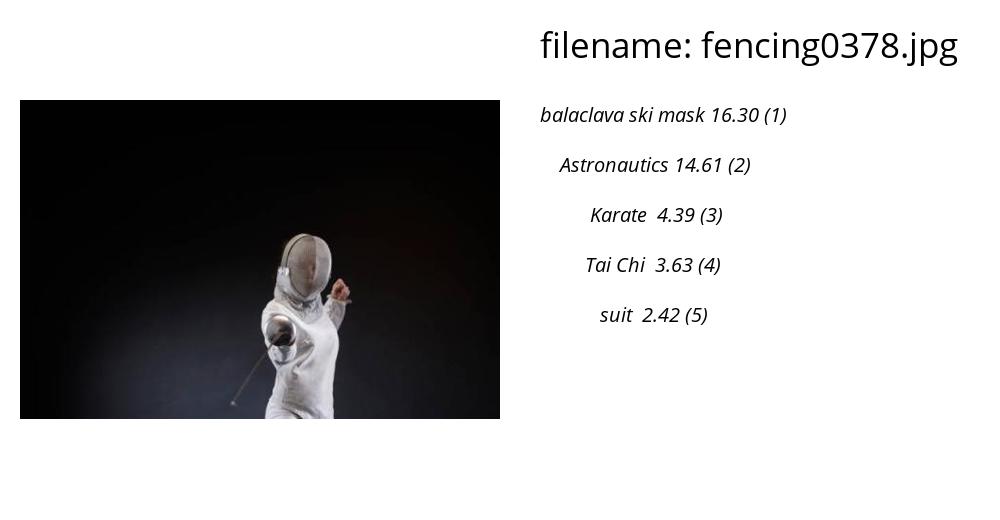 filename: fencing0378.jpg
balaclava ski mask 16.30 (1)
Astronautics 14.61 (2)
Karate  4.39 (3)
Tai Chi  3.63 (4)
suit  2.42 (5)